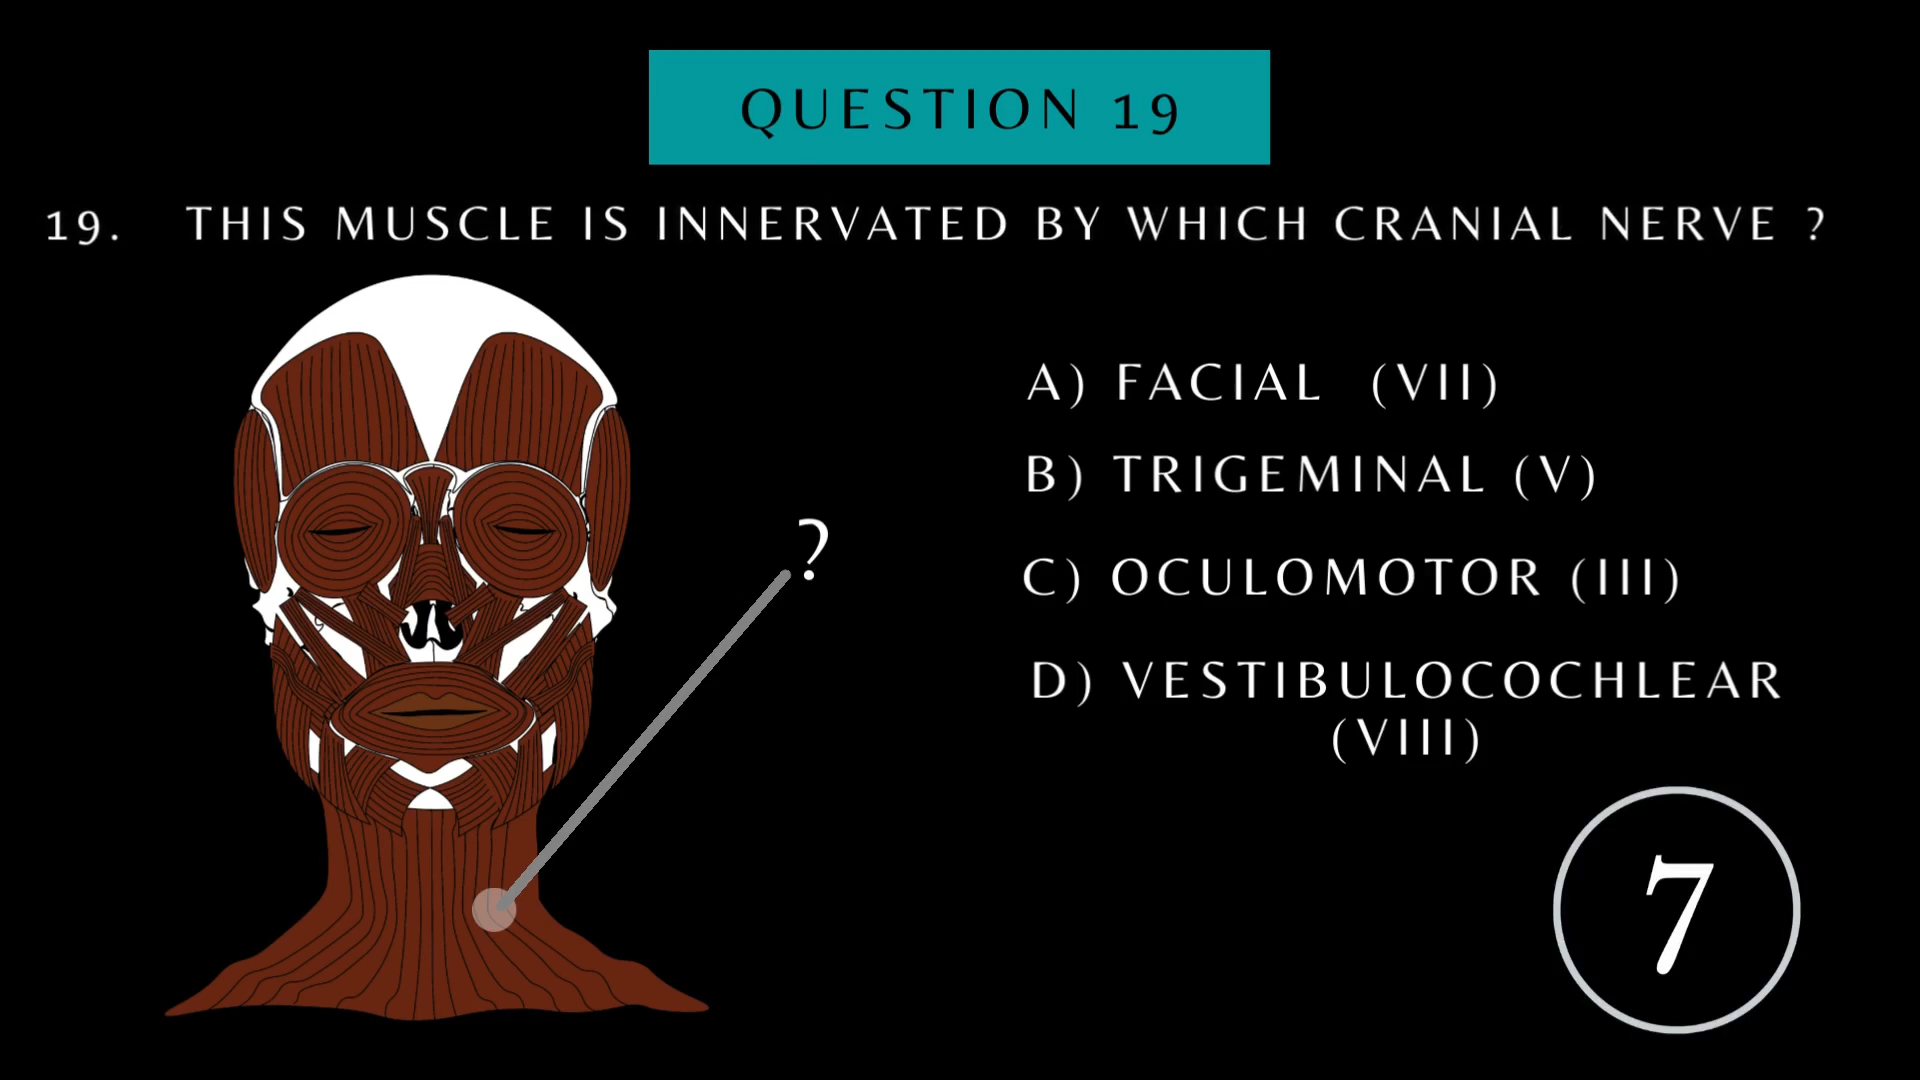 QUESTION 19
19. THIS MUSCLE IS INNERVATED BY WHICH CRANIAL NERVE ?
?
A) FACIAL (VII)
B) TRIGEMINAL (V)
C) OCULOMOTOR (III)
D) VESTIBULOCOCHLEAR
(VIII)
7